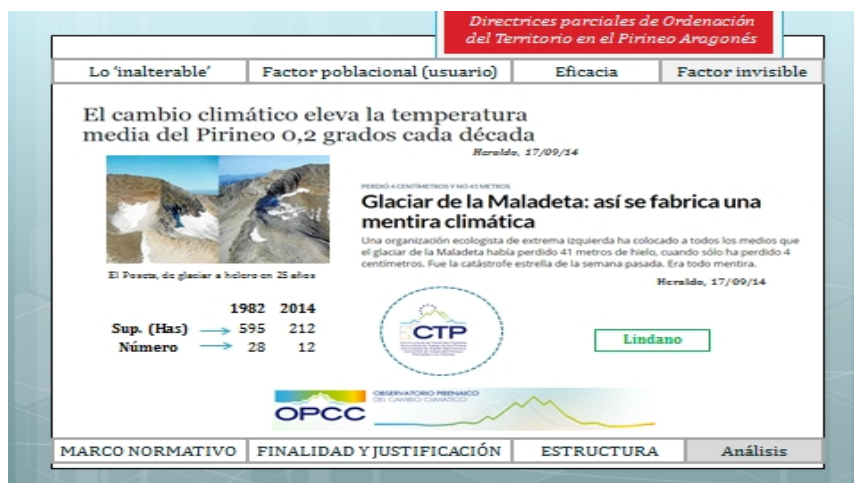 Directrices parciales de Ordenación
del Territorio en el Pirineo Aragonés
Lo 'inalterable' Factor poblacional (usuario) Eficacia Factor invisible
El cambio climático eleva la temperatura
media del Pirineo 0,2 grados cada década
Heraldo, 17/09/14
PERDIÓ 4 CENTÍMETROS Y NO 41 METROS
Glaciar de la Maladeta: así se fabrica una
mentira climática
Una organización ecologista de extrema izquierda ha colocado a todos los medios que
el glaciar de la Maladeta había perdido 41 metros de hielo, cuando sólo ha perdido 4
centímetros. Fue la catástrofe estrella de la semana pasada. Era todo mentira.
Heraldo, 17/09/14
El Posets, de glaciar a helero en 25 años
1982 2014
Sup. (Has) 595 212
Número 28 12
CTP
Lindano
OPCC
OBSERVATORIO PIRENAICO
DEL CAMBIO CLIMÁTICO
MARCO NORMATIVO FINALIDAD Y JUSTIFICACIÓN ESTRUCTURA Análisis